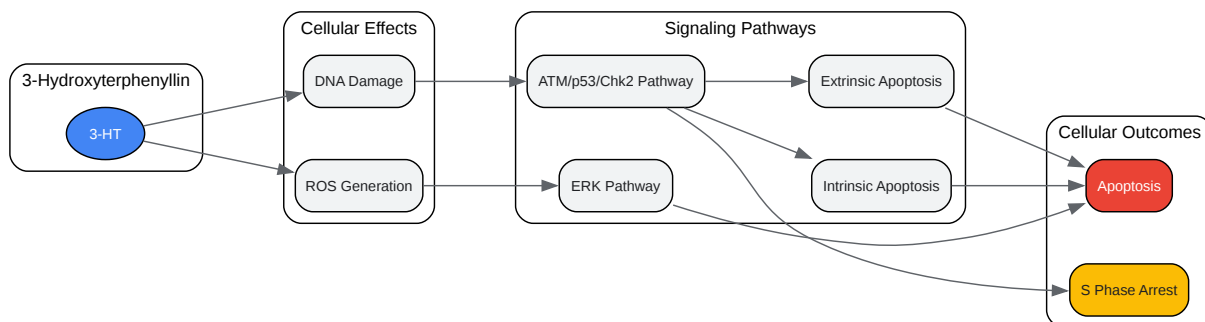 3-Hydroxyterphenyllin
3-HT
Cellular Effects
DNA Damage
ROS Generation
Signaling Pathways
ATM/p53/Chk2 Pathway
Extrinsic Apoptosis
ERK Pathway
Intrinsic Apoptosis
Cellular Outcomes
Apoptosis
S Phase Arrest